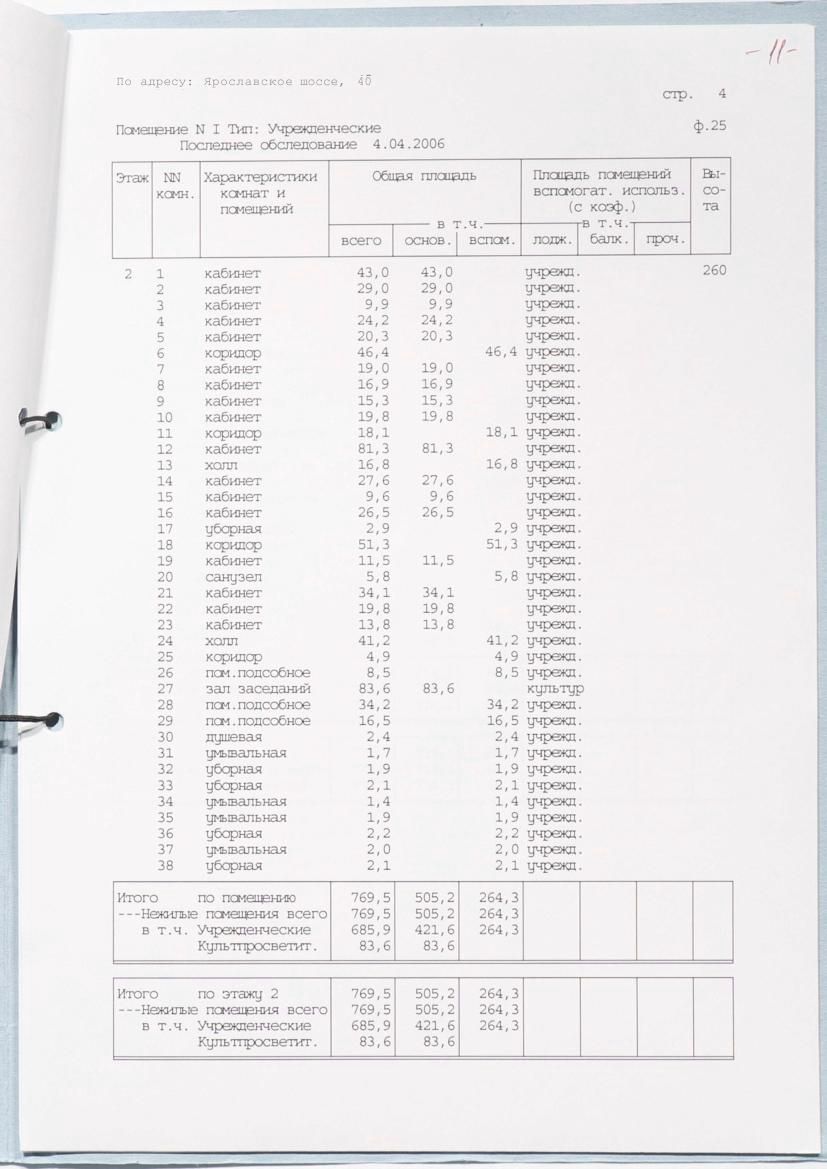 -11-
По адресу: Ярославское шоссе, 4б
стр. 4
Помещение N I Тип: Учрежденческие ф.25
Последнее обследование 4.04.2006
Этаж NN Характеристики Общая площадь Площадь помещений Вы-
комн. комнат и вспомогат. использ. со-
помещений (с коэф.) та
в т.ч. в т.ч.
всего основ. вспом. лодж. балк. проч.
2 1 кабинет 43,0 43,0 учрежд. 260
2 кабинет 29,0 29,0 учрежд.
3 кабинет 9,9 9,9 учрежд.
4 кабинет 24,2 24,2 учрежд.
5 кабинет 20,3 20,3 учрежд.
6 коридор 46,4 46,4 учрежд.
7 кабинет 19,0 19,0 учрежд.
8 кабинет 16,9 16,9 учрежд.
9 кабинет 15,3 15,3 учрежд.
10 кабинет 19,8 19,8 учрежд.
11 коридор 18,1 18,1 учрежд.
12 кабинет 81,3 81,3 учрежд.
13 холл 16,8 16,8 учрежд.
14 кабинет 27,6 27,6 учрежд.
15 кабинет 9,6 9,6 учрежд.
16 кабинет 26,5 26,5 учрежд.
17 уборная 2,9 2,9 учрежд.
18 коридор 51,3 51,3 учрежд.
19 кабинет 11,5 11,5 учрежд.
20 санузел 5,8 5,8 учрежд.
21 кабинет 34,1 34,1 учрежд.
22 кабинет 19,8 19,8 учрежд.
23 кабинет 13,8 13,8 учрежд.
24 холл 41,2 41,2 учрежд.
25 коридор 4,9 4,9 учрежд.
26 пом.подсобное 8,5 8,5 учрежд.
27 зал заседаний 83,6 83,6 культур
28 пом.подсобное 34,2 34,2 учрежд.
29 пом.подсобное 16,5 16,5 учрежд.
30 душевая 2,4 2,4 учрежд.
31 умывальная 1,7 1,7 учрежд.
32 уборная 1,9 1,9 учрежд.
33 уборная 2,1 2,1 учрежд.
34 умывальная 1,4 1,4 учрежд.
35 умывальная 1,9 1,9 учрежд.
36 уборная 2,2 2,2 учрежд.
37 умывальная 2,0 2,0 учрежд.
38 уборная 2,1 2,1 учрежд.
Итого по помещению 769,5 505,2 264,3
---Нежилые помещения всего 769,5 505,2 264,3
в т.ч. Учрежденческие 685,9 421,6 264,3
Культпросветит. 83,6 83,6
Итого по этажу 2 769,5 505,2 264,3
---Нежилые помещения всего 769,5 505,2 264,3
в т.ч. Учрежденческие 685,9 421,6 264,3
Культпросветит. 83,6 83,6